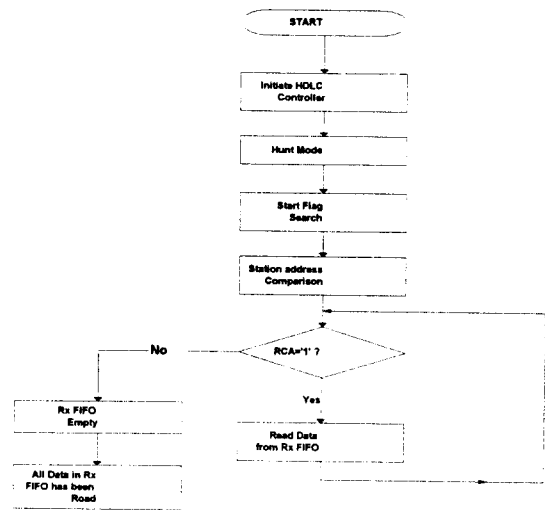 START
Initiate HDLC
Controller
Hunt Mode
Start Flag
Search
Station address
Comparison
RCA='1' ?
No
Yes
Rx FIFO
Empty
Read Data
from Rx FIFO
All Data in Rx
FIFO has been
Road